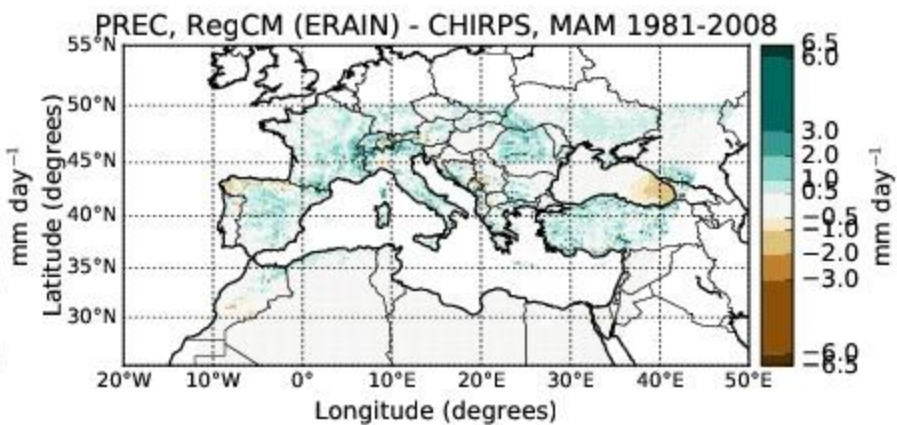 PREC, RegCM (ERAIN) - CHIRPS, MAM 1981-2008
mm day⁻¹
Latitude (degrees)
55°N
50°N
45°N
40°N
35°N
30°N
20°W 10°W 0° 10°E 20°E 30°E 40°E 50°E
Longitude (degrees)
6.5
6.0
3.0
2.0
1.0
0.5
−0.5
−1.0
−2.0
−3.0
−6.0
−6.5
mm day⁻¹